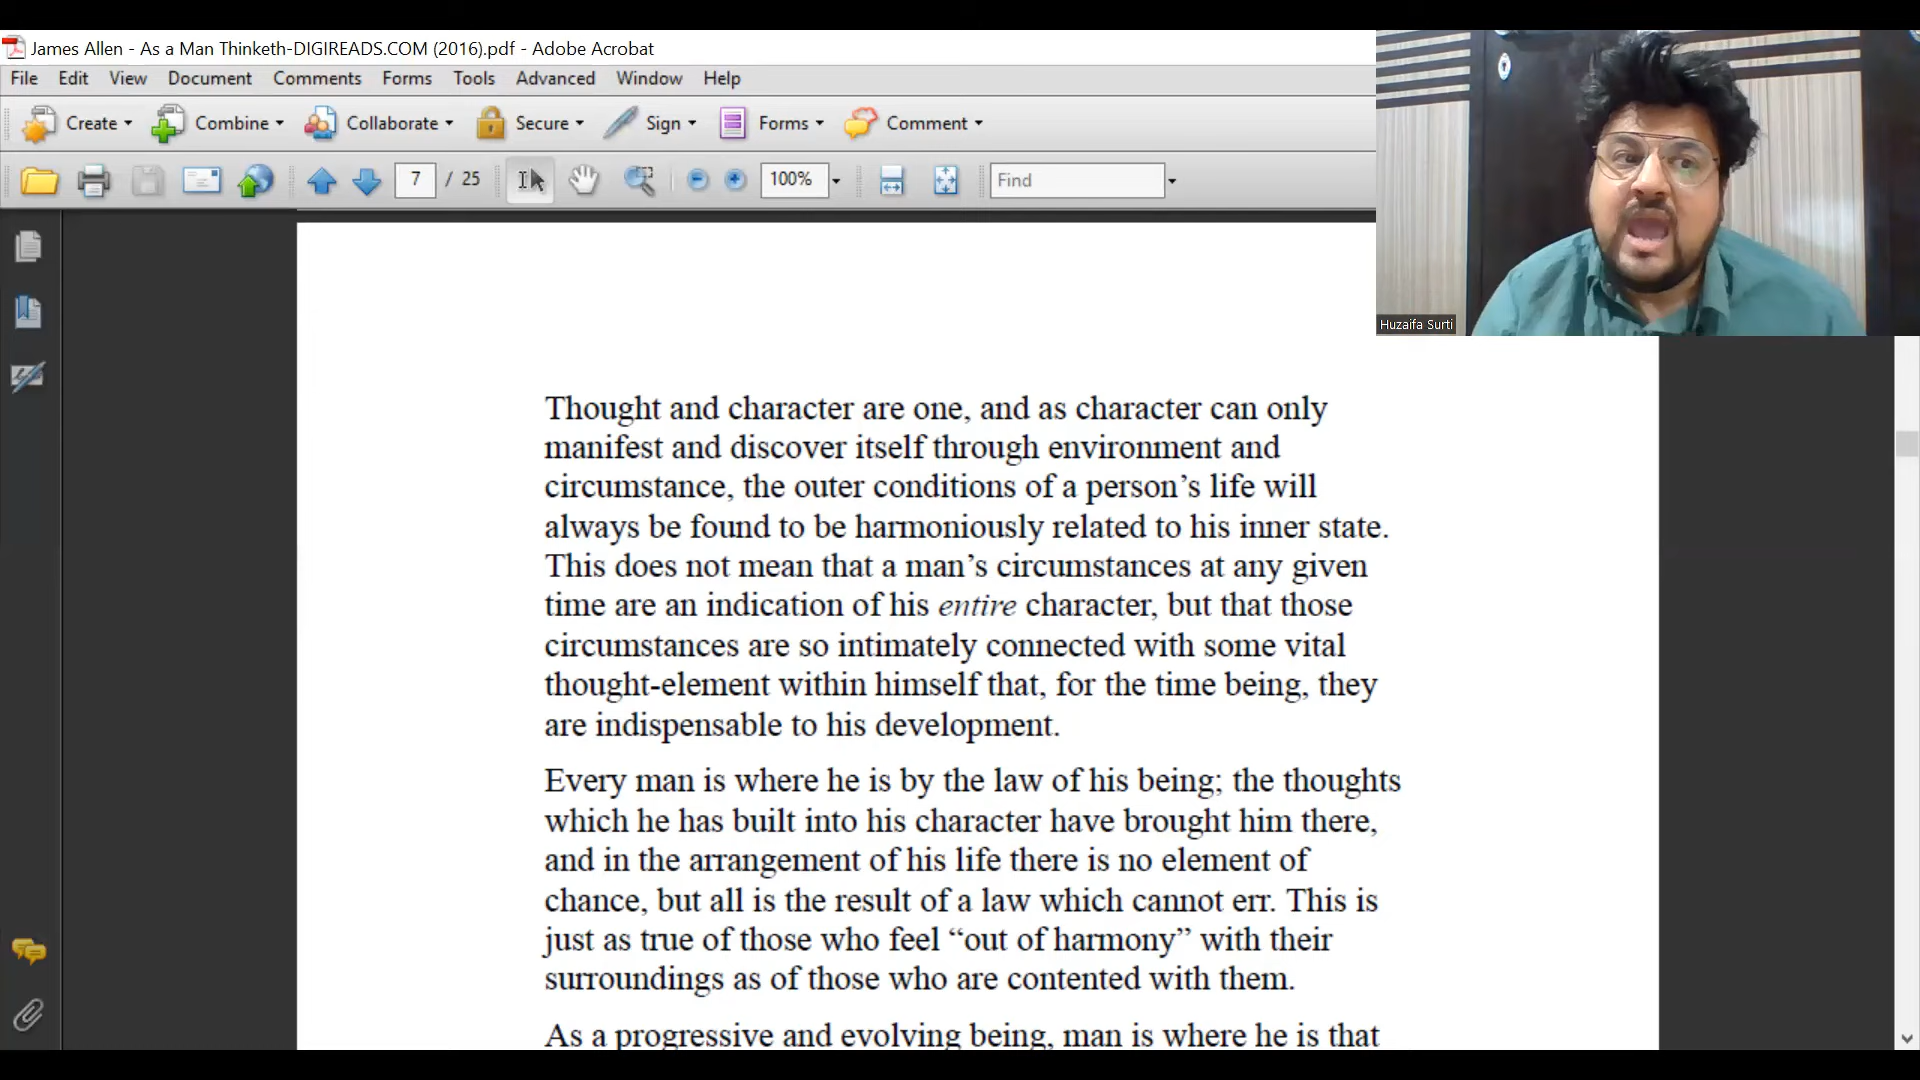 James Allen - As a Man Thinketh-DIGIREADS.COM (2016).pdf - Adobe Acrobat
File Edit View Document Comments Forms Tools Advanced Window Help
Create Combine Collaborate Secure Sign Forms Comment
7 / 25 100% Find
Huzaifa Surti
Thought and character are one, and as character can only
manifest and discover itself through environment and
circumstance, the outer conditions of a person’s life will
always be found to be harmoniously related to his inner state.
This does not mean that a man’s circumstances at any given
time are an indication of his entire character, but that those
circumstances are so intimately connected with some vital
thought-element within himself that, for the time being, they
are indispensable to his development.
Every man is where he is by the law of his being; the thoughts
which he has built into his character have brought him there,
and in the arrangement of his life there is no element of
chance, but all is the result of a law which cannot err. This is
just as true of those who feel “out of harmony” with their
surroundings as of those who are contented with them.
As a progressive and evolving being, man is where he is that